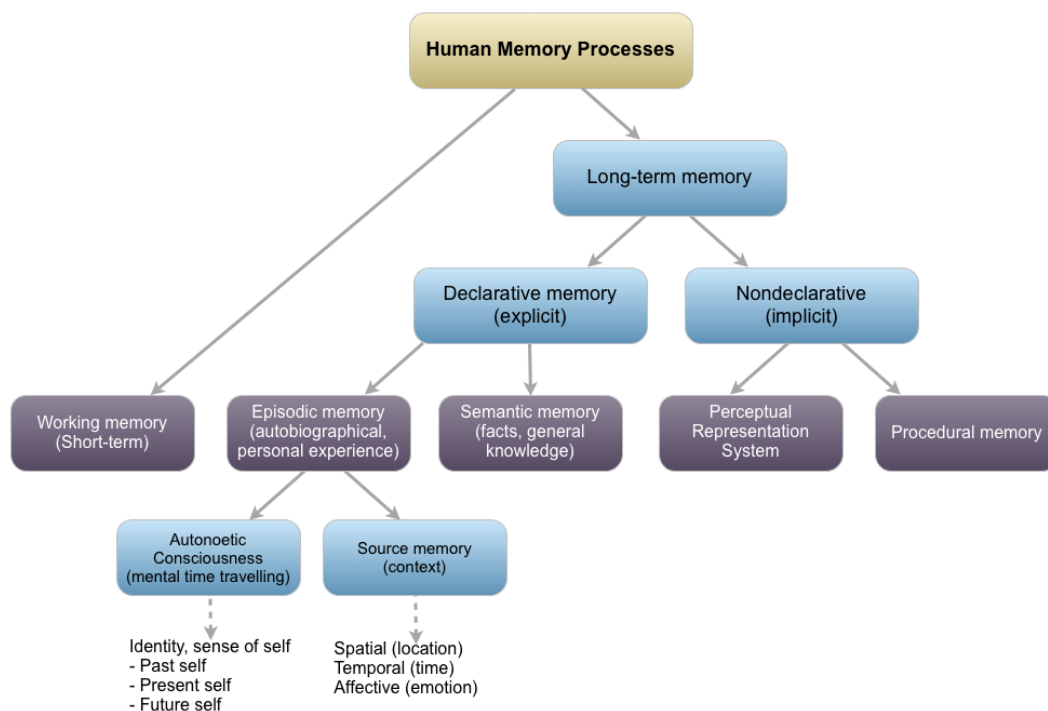 Human Memory Processes
Long-term memory
Declarative memory
(explicit)
Nondeclarative
(implicit)
Working memory
(Short-term)
Episodic memory
(autobiographical,
personal experience)
Semantic memory
(facts, general
knowledge)
Perceptual
Representation
System
Procedural memory
Autonoetic
Consciousness
(mental time travelling)
Source memory
(context)
Identity, sense of self
- Past self
- Present self
- Future self
Spatial (location)
Temporal (time)
Affective (emotion)